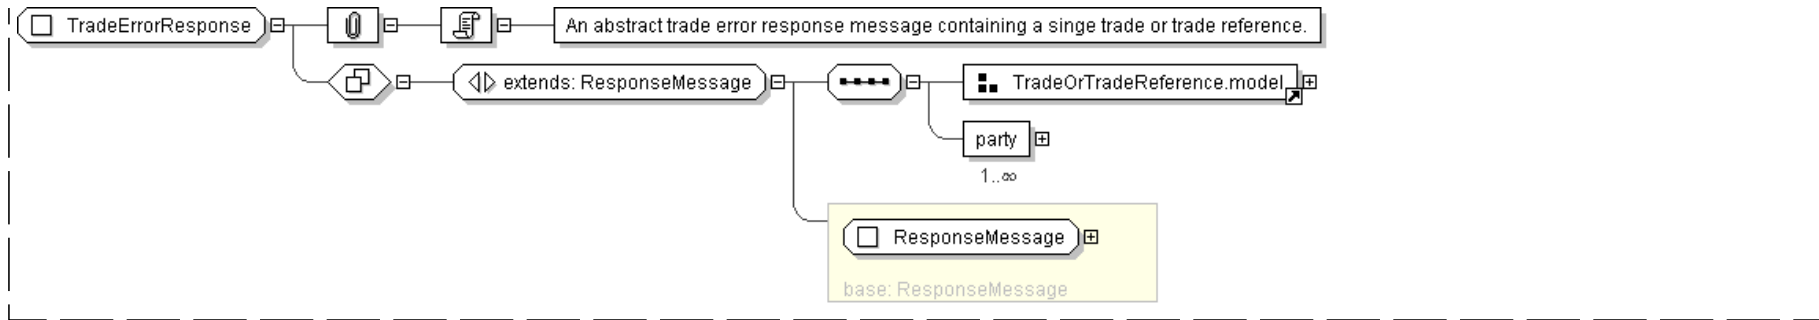 TradeErrorResponse
An abstract trade error response message containing a singe trade or trade reference.
extends: ResponseMessage
TradeOrTradeReference.model
party
1..∞
ResponseMessage
base: ResponseMessage